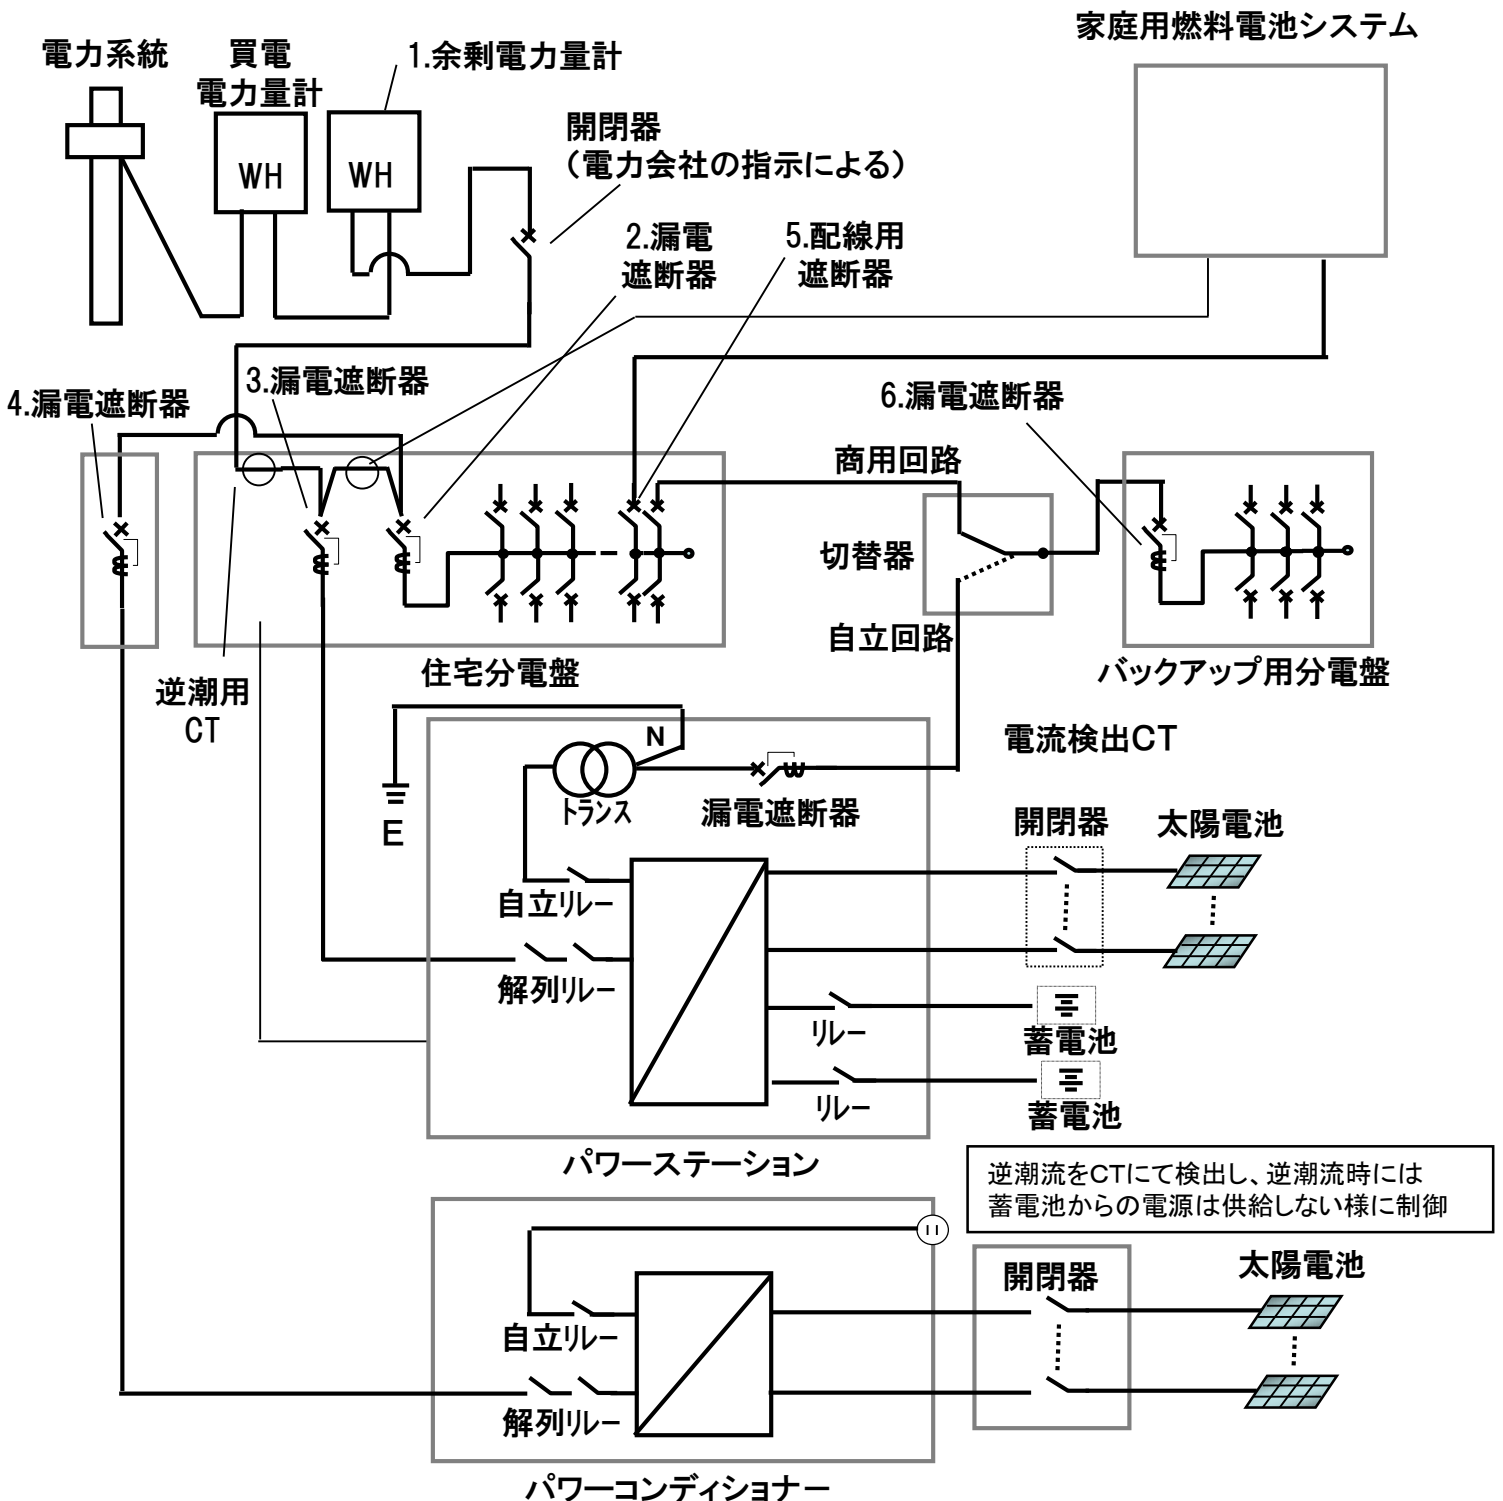 家庭用燃料電池システム
電力系統
買電
電力量計
1.余剰電力量計
WH
WH
開閉器
(電力会社の指示による)
2.漏電
遮断器
5.配線用
遮断器
3.漏電遮断器
4.漏電遮断器
6.漏電遮断器
商用回路
切替器
自立回路
住宅分電盤
バックアップ用分電盤
逆潮用
CT
N
電流検出CT
E
トランス
漏電遮断器
開閉器
太陽電池
自立リレー
解列リレー
リレー
蓄電池
リレー
蓄電池
パワーステーション
逆潮流をCTにて検出し、逆潮流時には
蓄電池からの電源は供給しない様に制御
開閉器
太陽電池
自立リレー
解列リレー
パワーコンディショナー